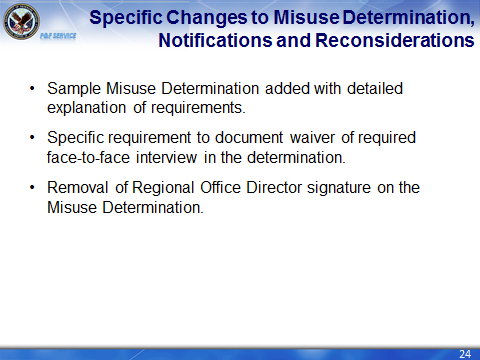 Specific Changes to Misuse Determination,
Notifications and Reconsiderations
P&F SERVICE
• Sample Misuse Determination added with detailed
explanation of requirements.
• Specific requirement to document waiver of required
face-to-face interview in the determination.
• Removal of Regional Office Director signature on the
Misuse Determination.
24